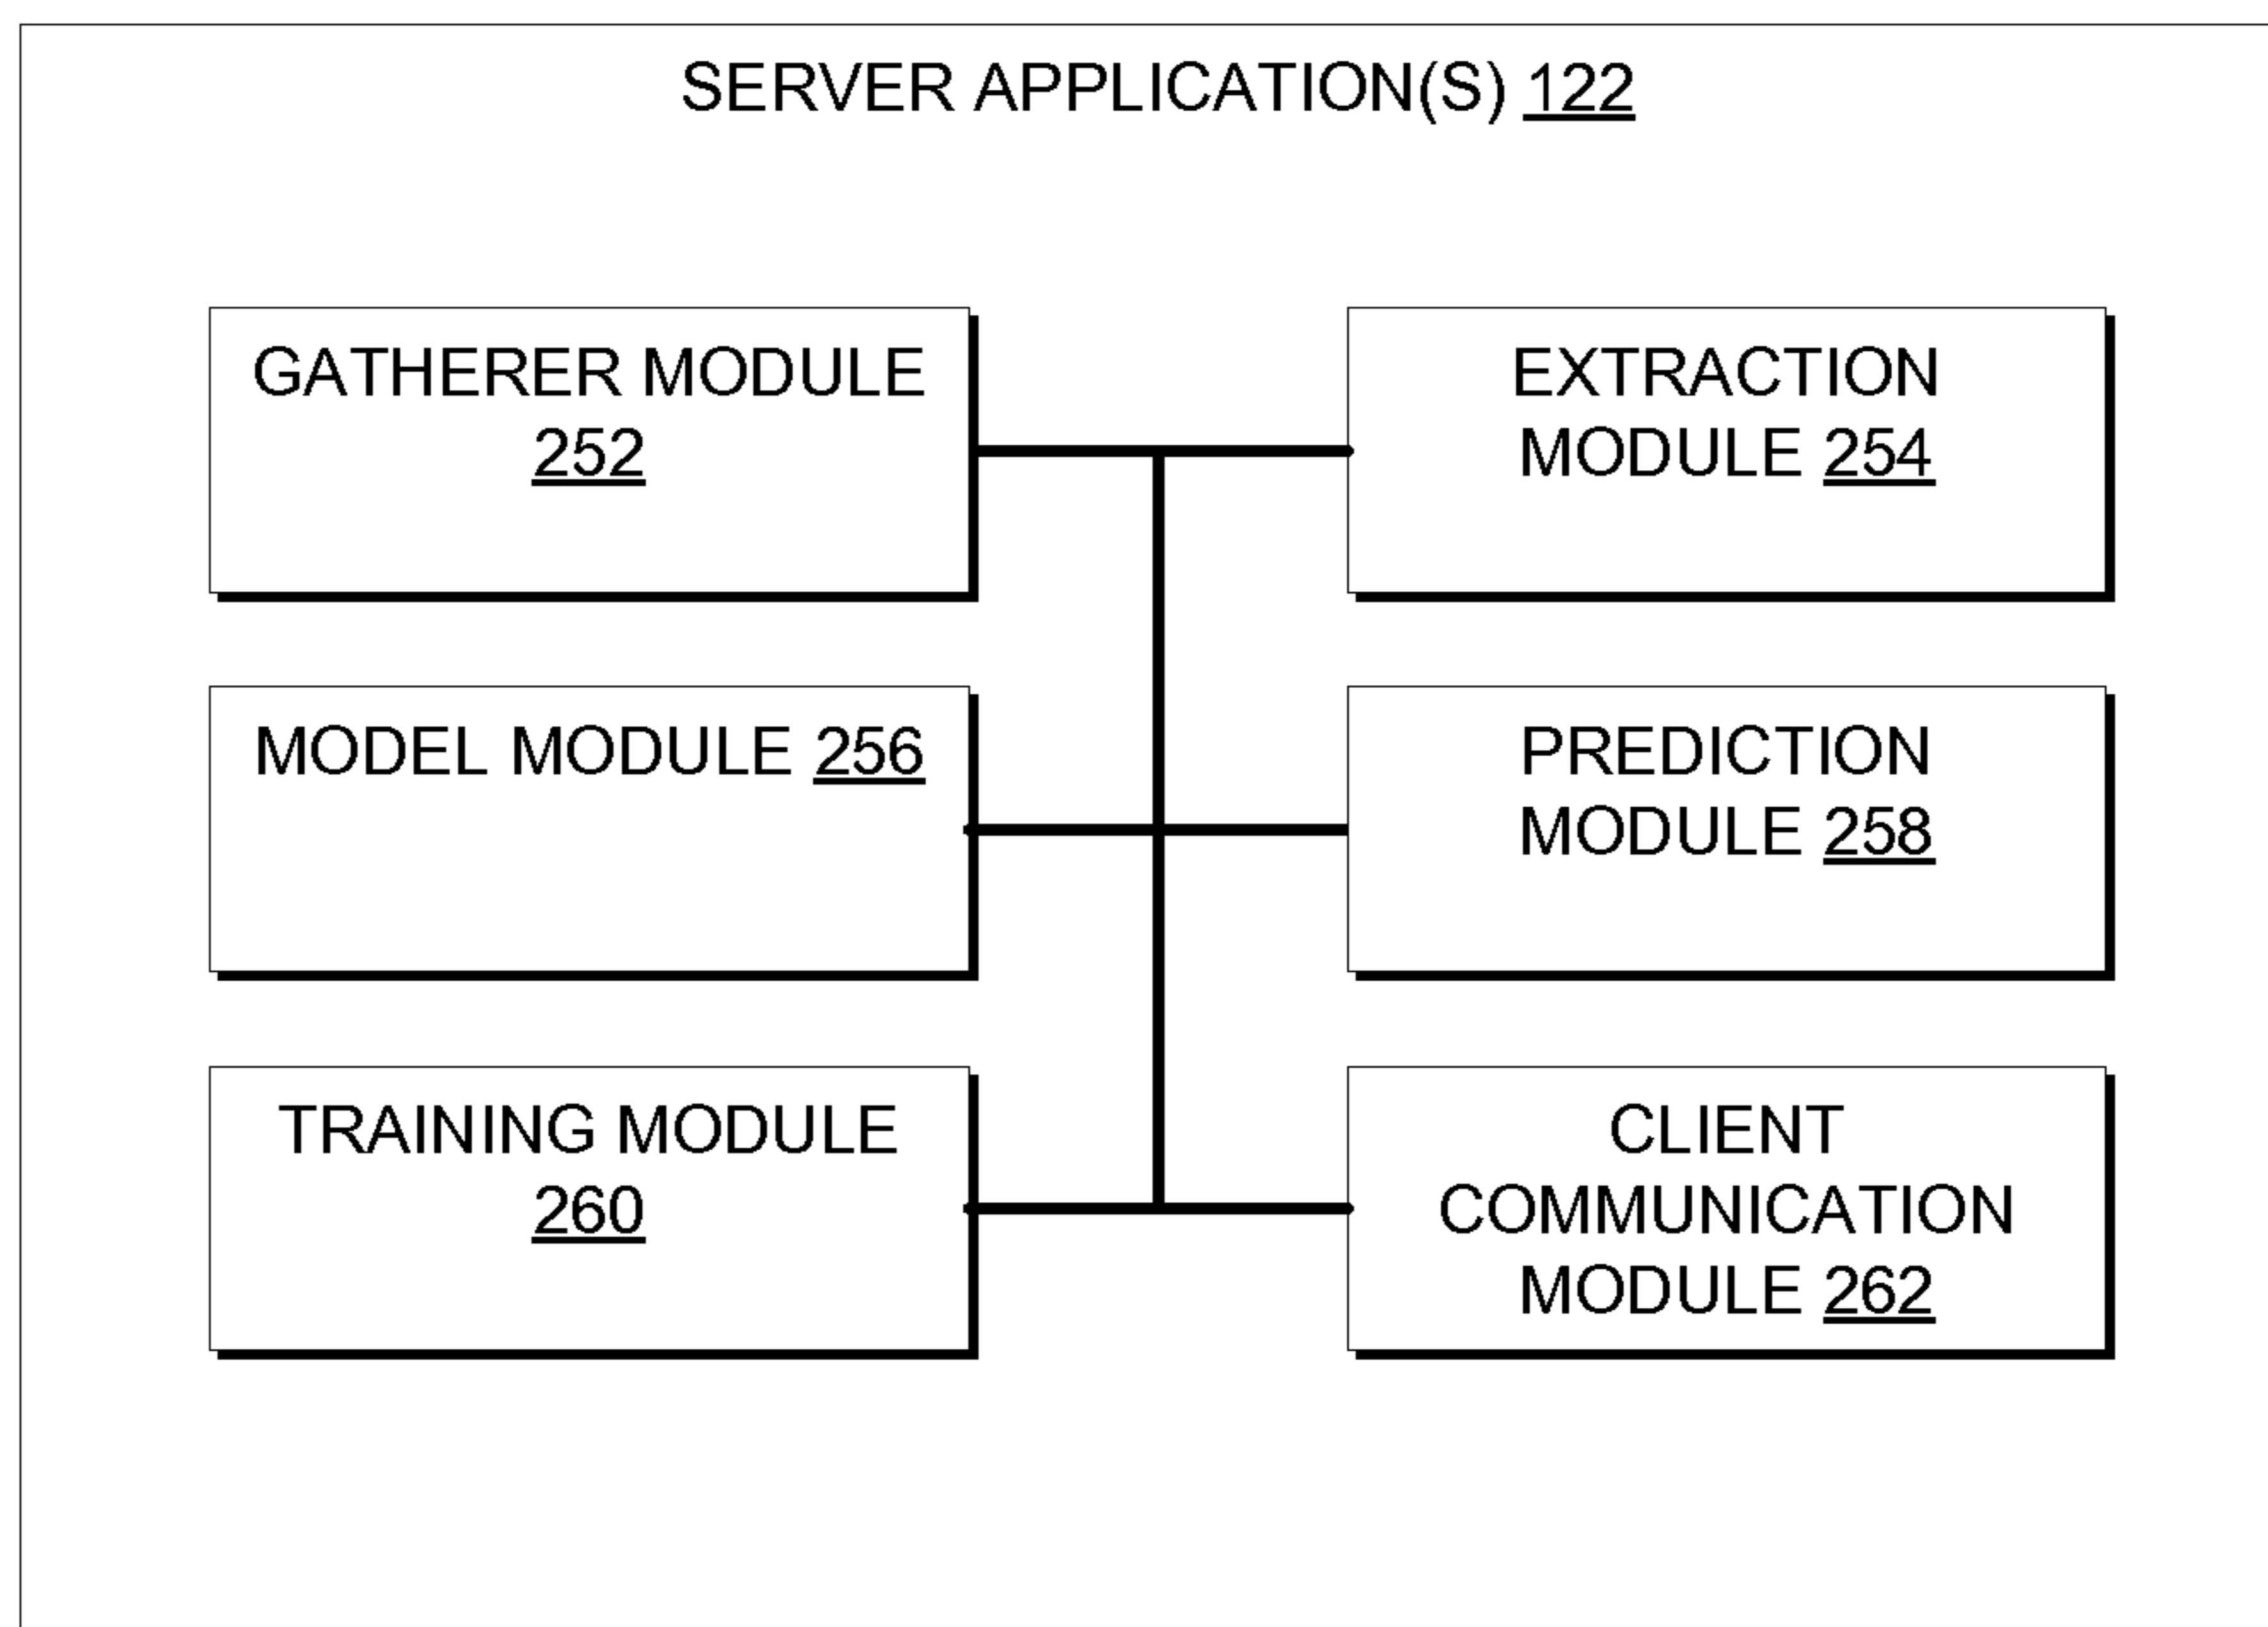 SERVER APPLICATION(S) 122
GATHERER MODULE
252
EXTRACTION
MODULE 254
MODEL MODULE 256
PREDICTION
MODULE 258
TRAINING MODULE
260
CLIENT
COMMUNICATION
MODULE 262